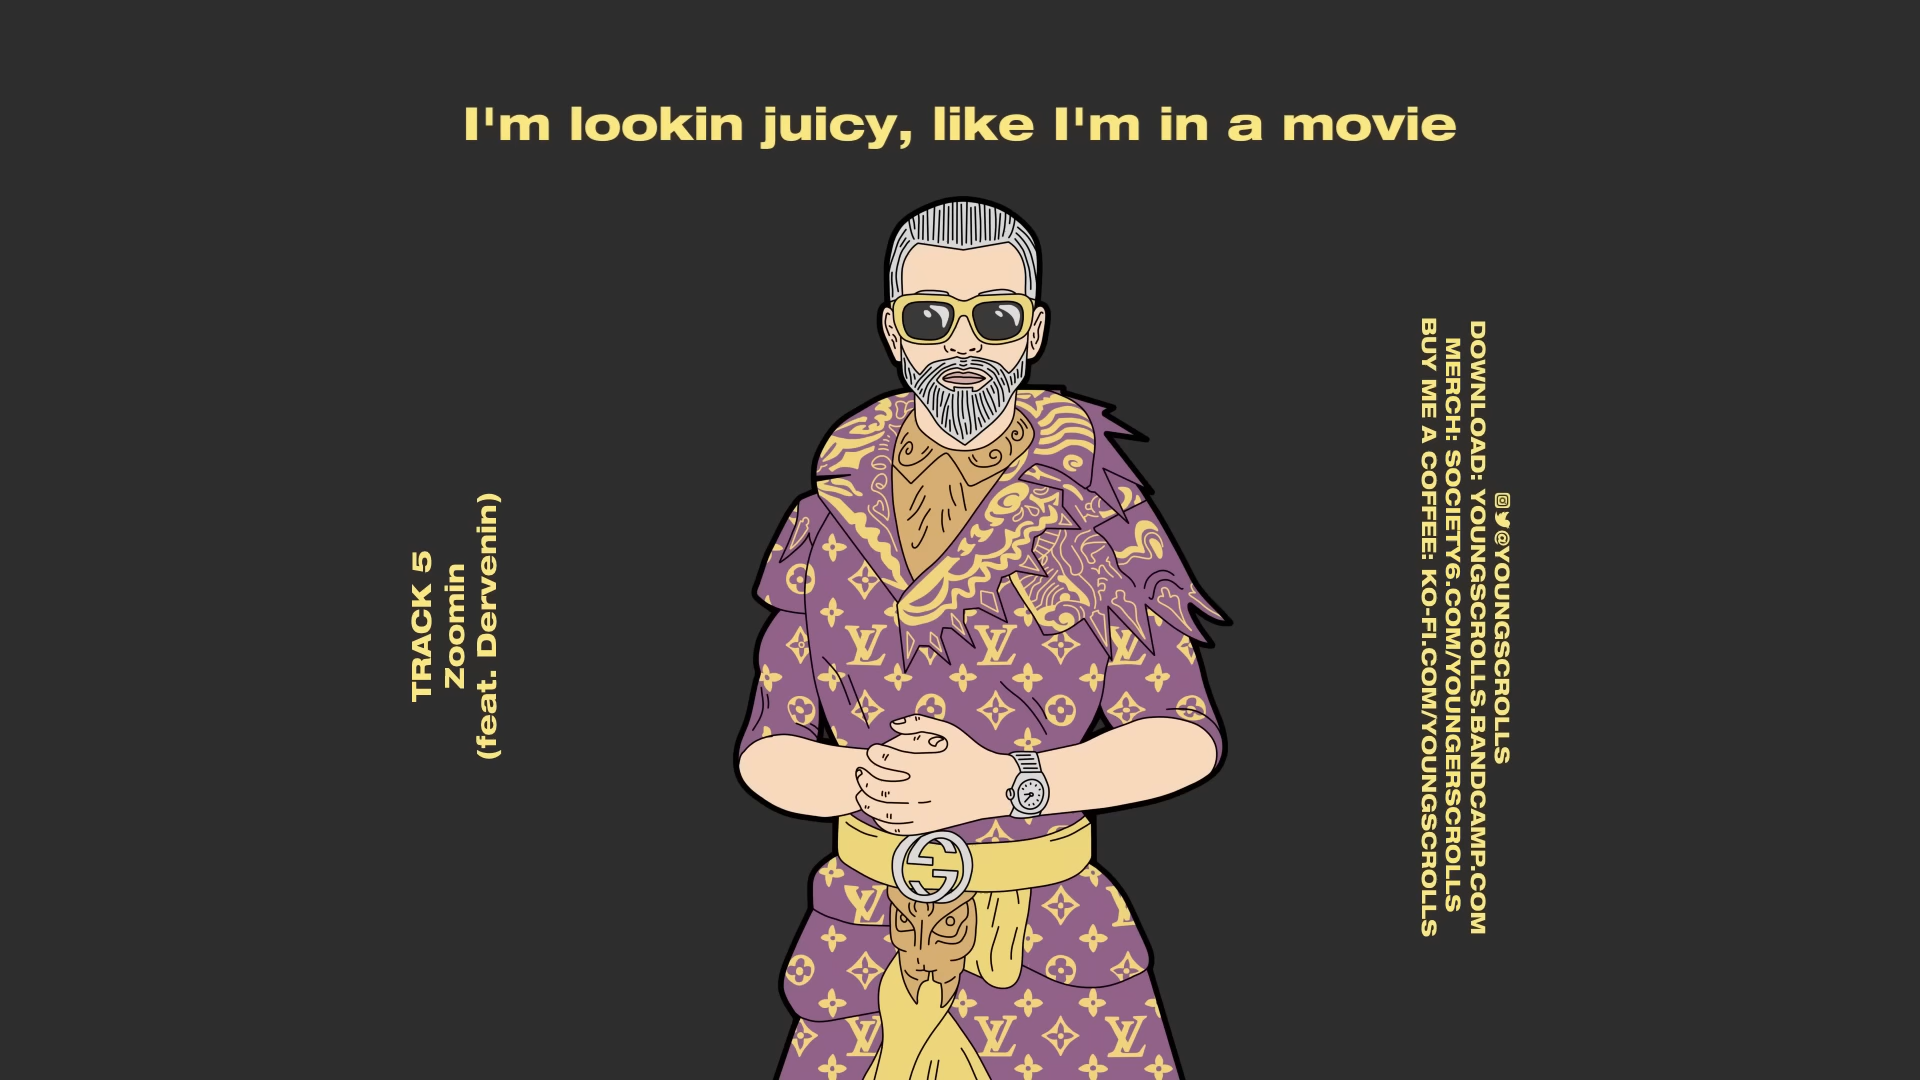 I'm lookin juicy, like I'm in a movie
TRACK 5
Zoomin
(feat. Dervenin)
@YOUNGSCROLLS
DOWNLOAD: YOUNGSCROLLS.BANDCAMP.COM
MERCH: SOCIETY6.COM/YOUNGERSCROLLS
BUY ME A COFFEE: KO-FI.COM/YOUNGSCROLLS